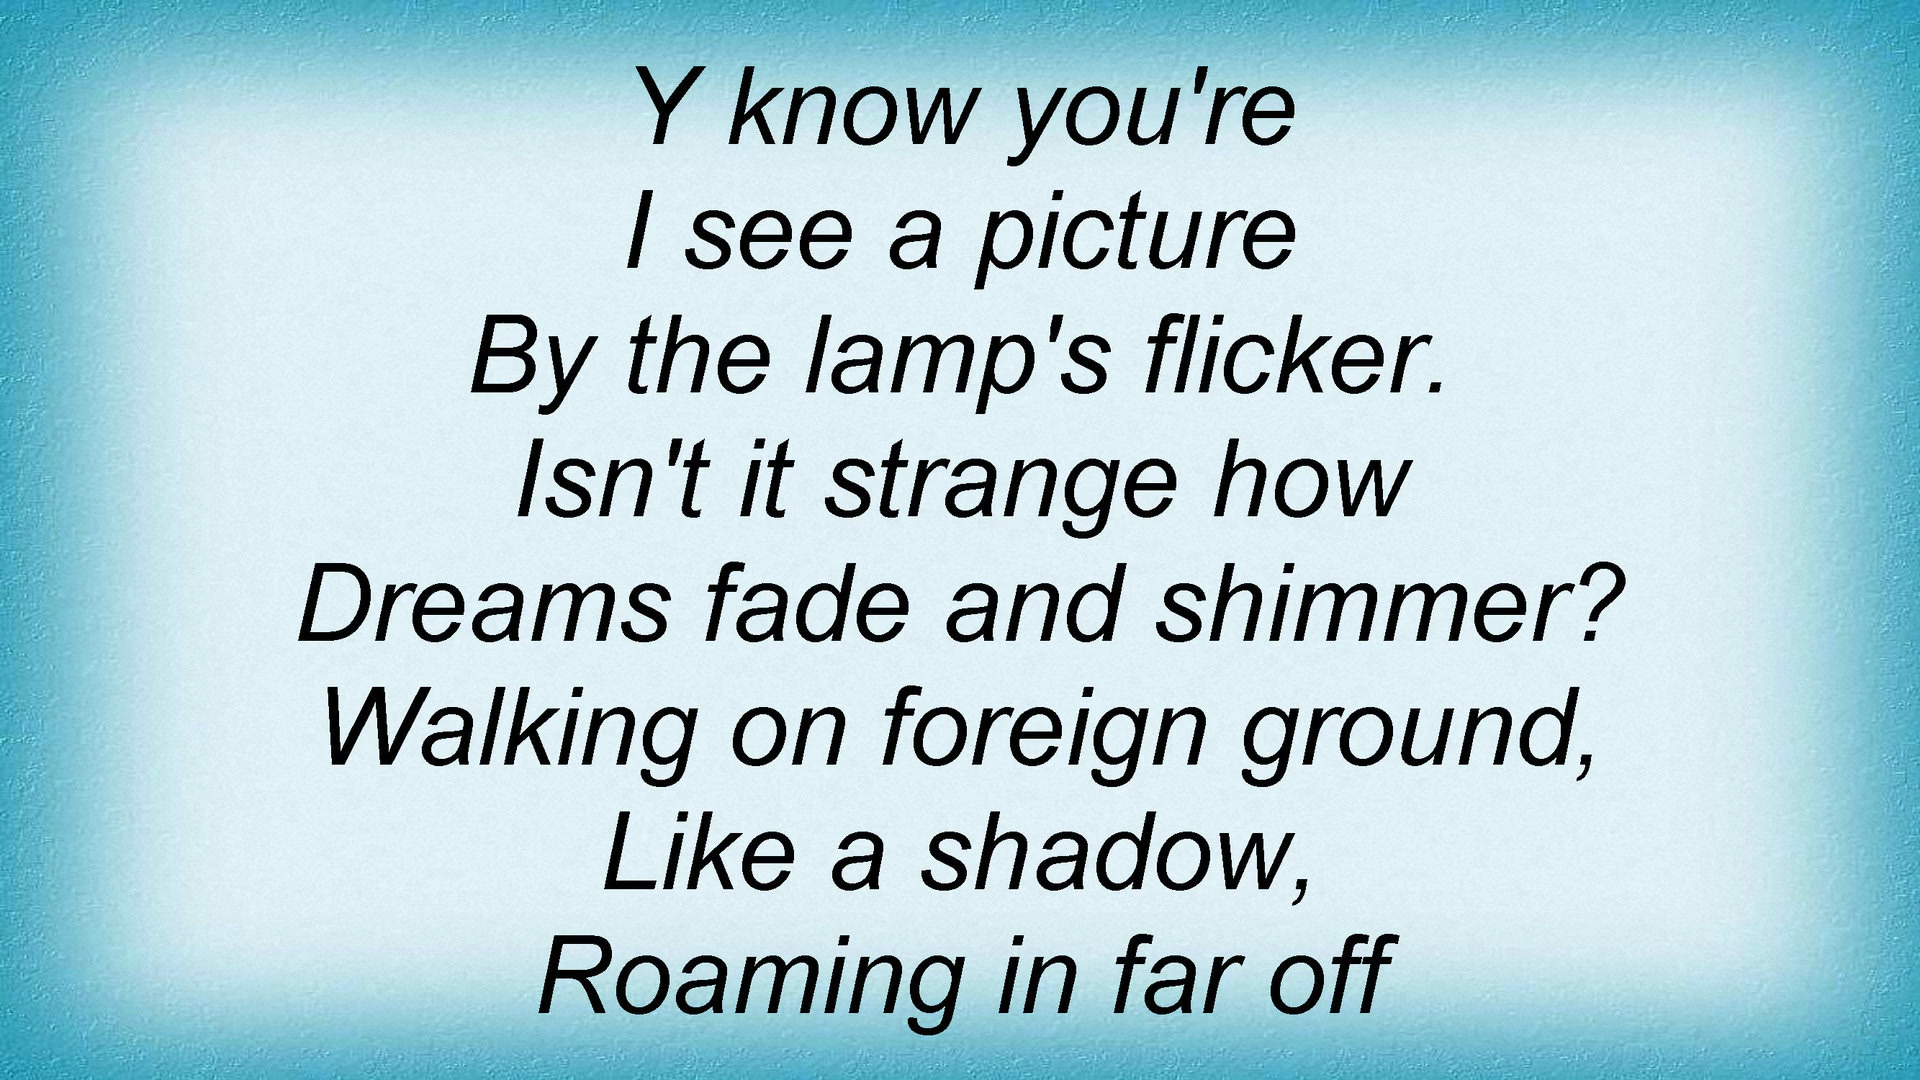 Y know you're
I see a picture
By the lamp's flicker.
Isn't it strange how
Dreams fade and shimmer?
Walking on foreign ground,
Like a shadow,
Roaming in far off